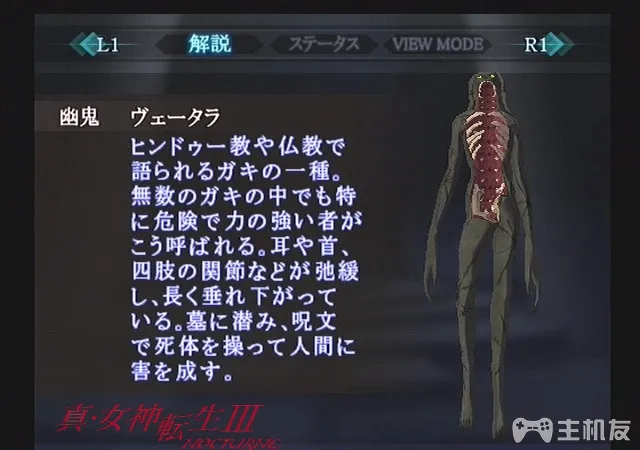 L1 解説 ステータス VIEW MODE R1
幽鬼 ヴェータラ
ヒンドゥー教や仏教で
語られるガキの一種。
無数のガキの中でも特
に危険で力の強い者が
こう呼ばれる。耳や首、
四肢の関節などが弛緩
し、長く垂れ下がって
いる。墓に潜み、呪文
で死体を操って人間に
害を成す。
真・女神転生III
NOCTURNE
主机友